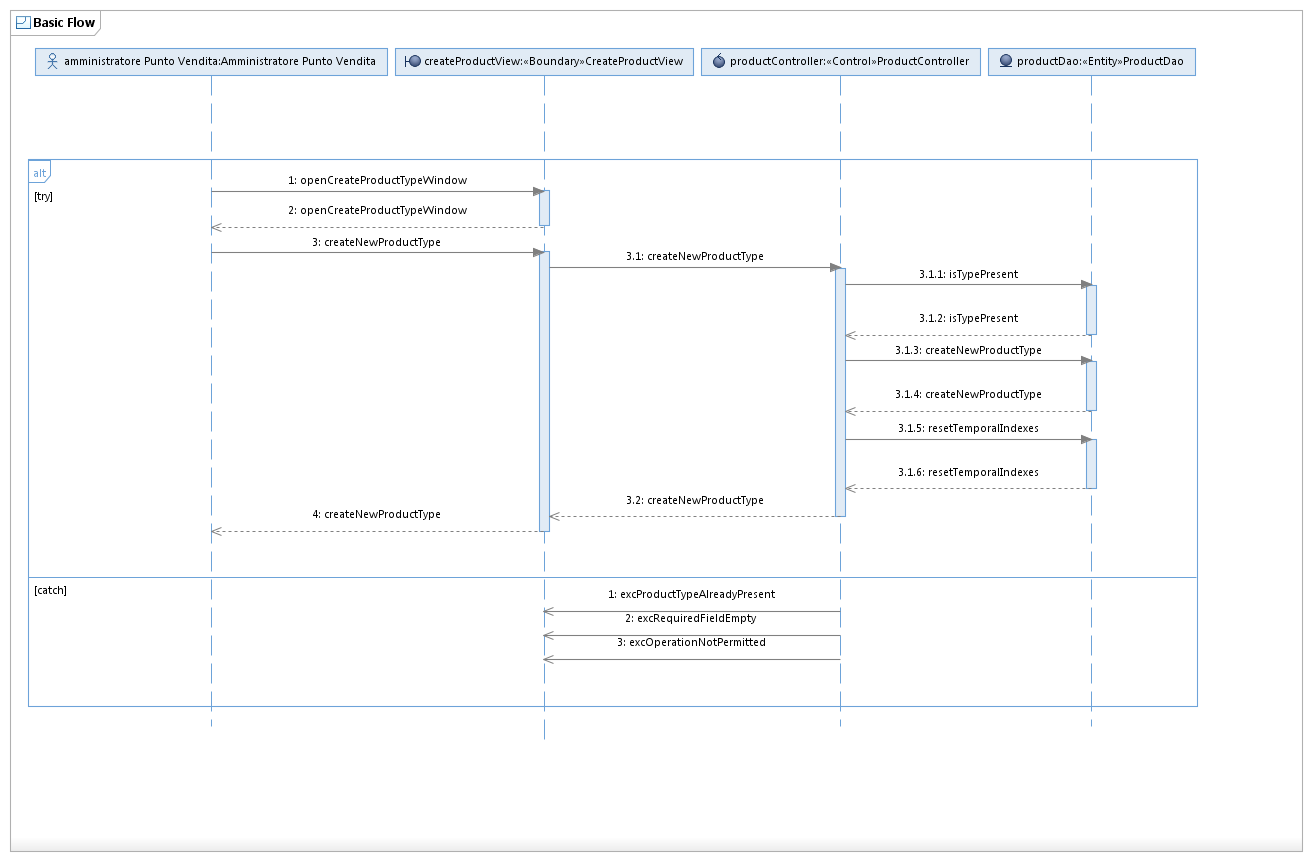 Basic Flow
amministratore Punto Vendita:Amministratore Punto Vendita
createProductView:«Boundary»CreateProductView
productController:«Control»ProductController
productDao:«Entity»ProductDao
alt
[try]
1: openCreateProductTypeWindow
2: openCreateProductTypeWindow
3: createNewProductType
3.1: createNewProductType
3.1.1: isTypePresent
3.1.2: isTypePresent
3.1.3: createNewProductType
3.1.4: createNewProductType
3.1.5: resetTemporalIndexes
3.1.6: resetTemporalIndexes
3.2: createNewProductType
4: createNewProductType
[catch]
1: excProductTypeAlreadyPresent
2: excRequiredFieldEmpty
3: excOperationNotPermitted